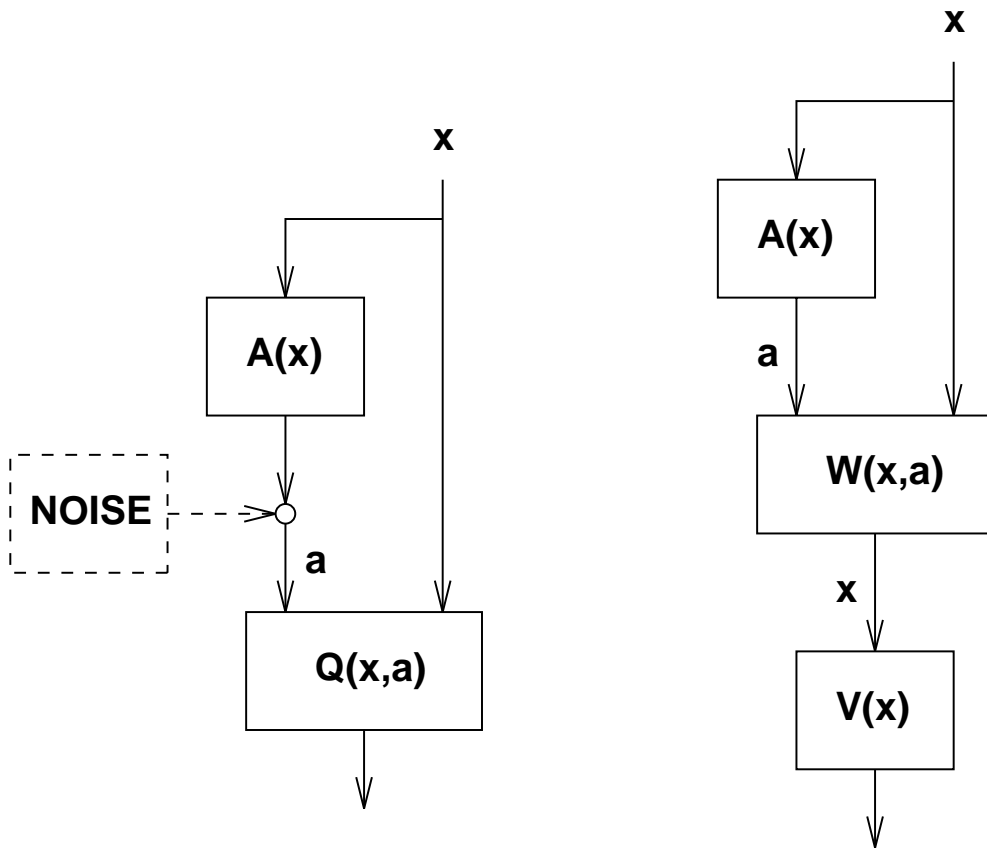 x
A(x)
NOISE
a
Q(x,a)
x
A(x)
a
W(x,a)
x
V(x)